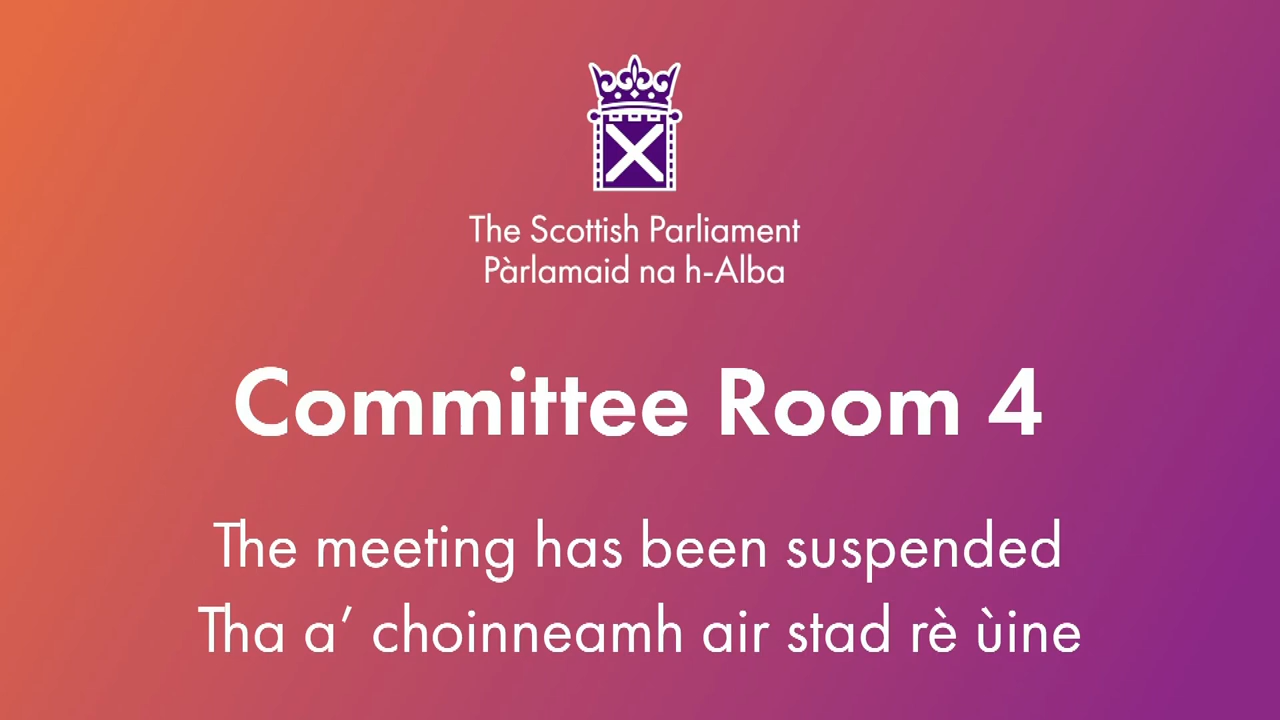 The Scottish Parliament
Pàrlamaid na h-Alba
Committee Room 4
The meeting has been suspended
Tha a’ choinneamh air stad rè ùine